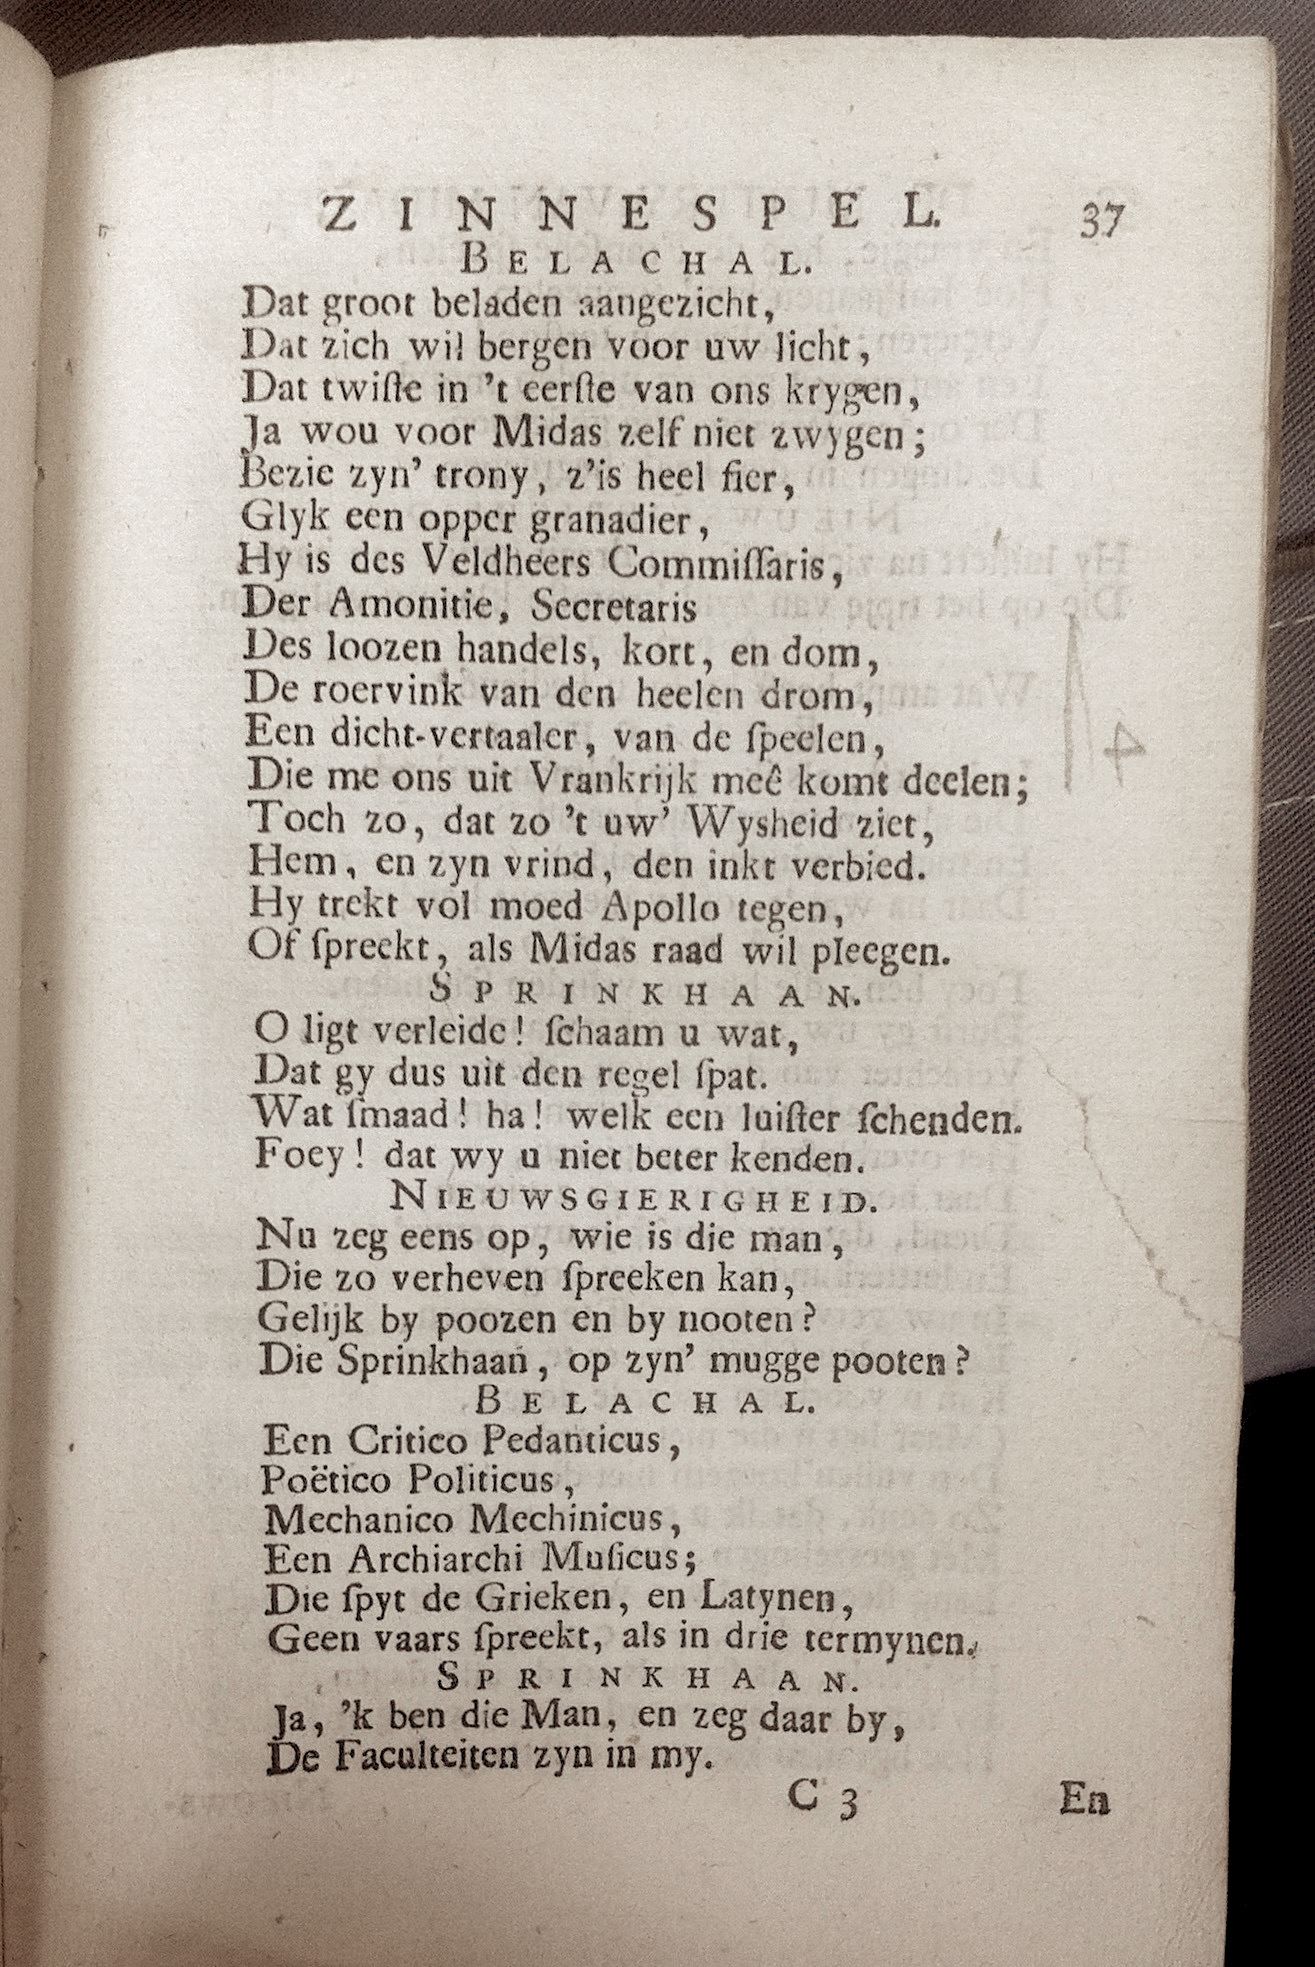 ZINNESPEL. 37
BELACHAL.
Dat groot beladen aangezicht,
Dat zich wil bergen voor uw licht,
Dat twiſte in 't eerſte van ons krygen,
Ja wou voor Midas zelf niet zwygen;
Bezie zyn' trony, z'is heel fier,
Glyk een opper granadier,
Hy is des Veldheers Commiſſaris,
Der Amonitie, Secretaris
Des loozen handels, kort, en dom,
De roervink van den heelen drom,
Een dicht-vertaaler, van de ſpeelen,
Die me ons uit Vrankrijk meê komt deelen;
Toch zo, dat zo 't uw' Wysheid ziet,
Hem, en zyn vrind, den inkt verbied.
Hy trekt vol moed Apollo tegen,
Of ſpreekt, als Midas raad wil pleegen.
SPRINKHAAN.
O ligt verleide! ſchaam u wat,
Dat gy dus uit den regel ſpat.
Wat ſmaad! ha! welk een luiſter ſchenden.
Foey! dat wy u niet beter kenden.
NIEUWSGIERIGHEID.
Nu zeg eens op, wie is die man,
Die zo verheven ſpreeken kan,
Gelijk by poozen en by nooten?
Die Sprinkhaan, op zyn' mugge pooten?
BELACHAL.
Een Critico Pedanticus,
Poëtico Politicus,
Mechanico Mechinicus,
Een Archiarchi Muſicus;
Die ſpyt de Grieken, en Latynen,
Geen vaars ſpreekt, als in drie termynen.
SPRINKHAAN.
Ja, 'k ben die Man, en zeg daar by,
De Faculteiten zyn in my.
C 3 En